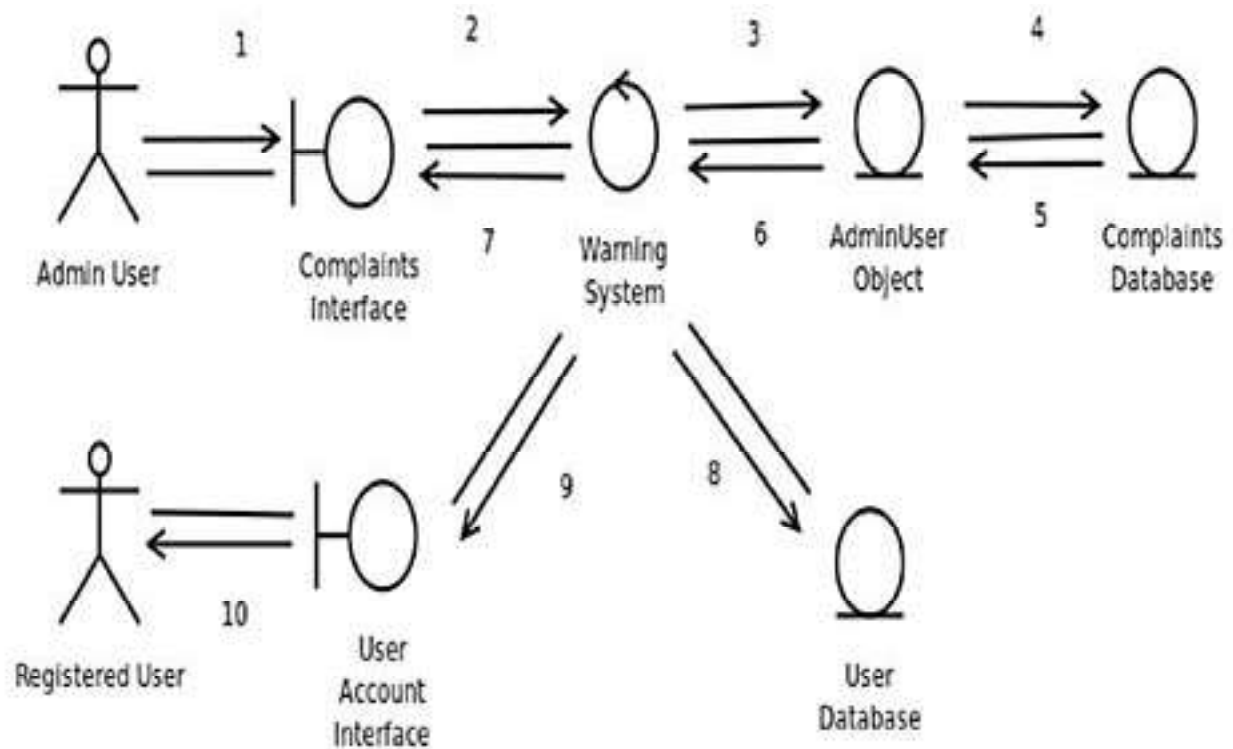 1
2
3
4
7
6
5
Admin User
Complaints
Interface
Warning
System
AdminUser
Object
Complaints
Database
9
8
10
Registered User
User
Account
Interface
User
Database